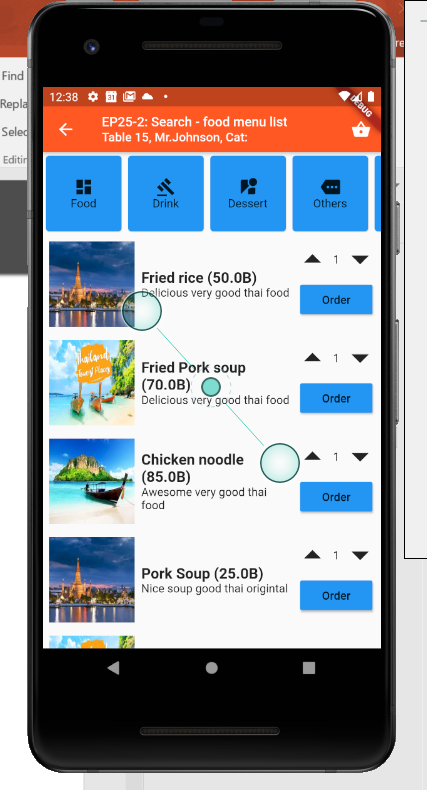 Find
Repla
Selec
Editin
re
12:38
31
DEBUG
EP25-2: Search - food menu list
Table 15, Mr.Johnson, Cat:
Food
Drink
Dessert
Others
Fried rice (50.0B)
Delicious very good thai food
1
Order
Thailand
Fried Pork soup
(70.0B)
Delicious very good thai food
1
Order
Chicken noodle
(85.0B)
Awesome very good thai
food
1
Order
Pork Soup (25.0B)
Nice soup good thai origintal
1
Order